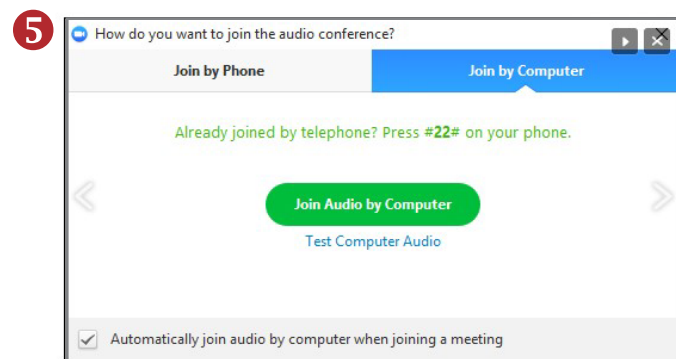 5
How do you want to join the audio conference?
Join by Phone
Join by Computer
Already joined by telephone? Press #22# on your phone.
Join Audio by Computer
Test Computer Audio
Automatically join audio by computer when joining a meeting